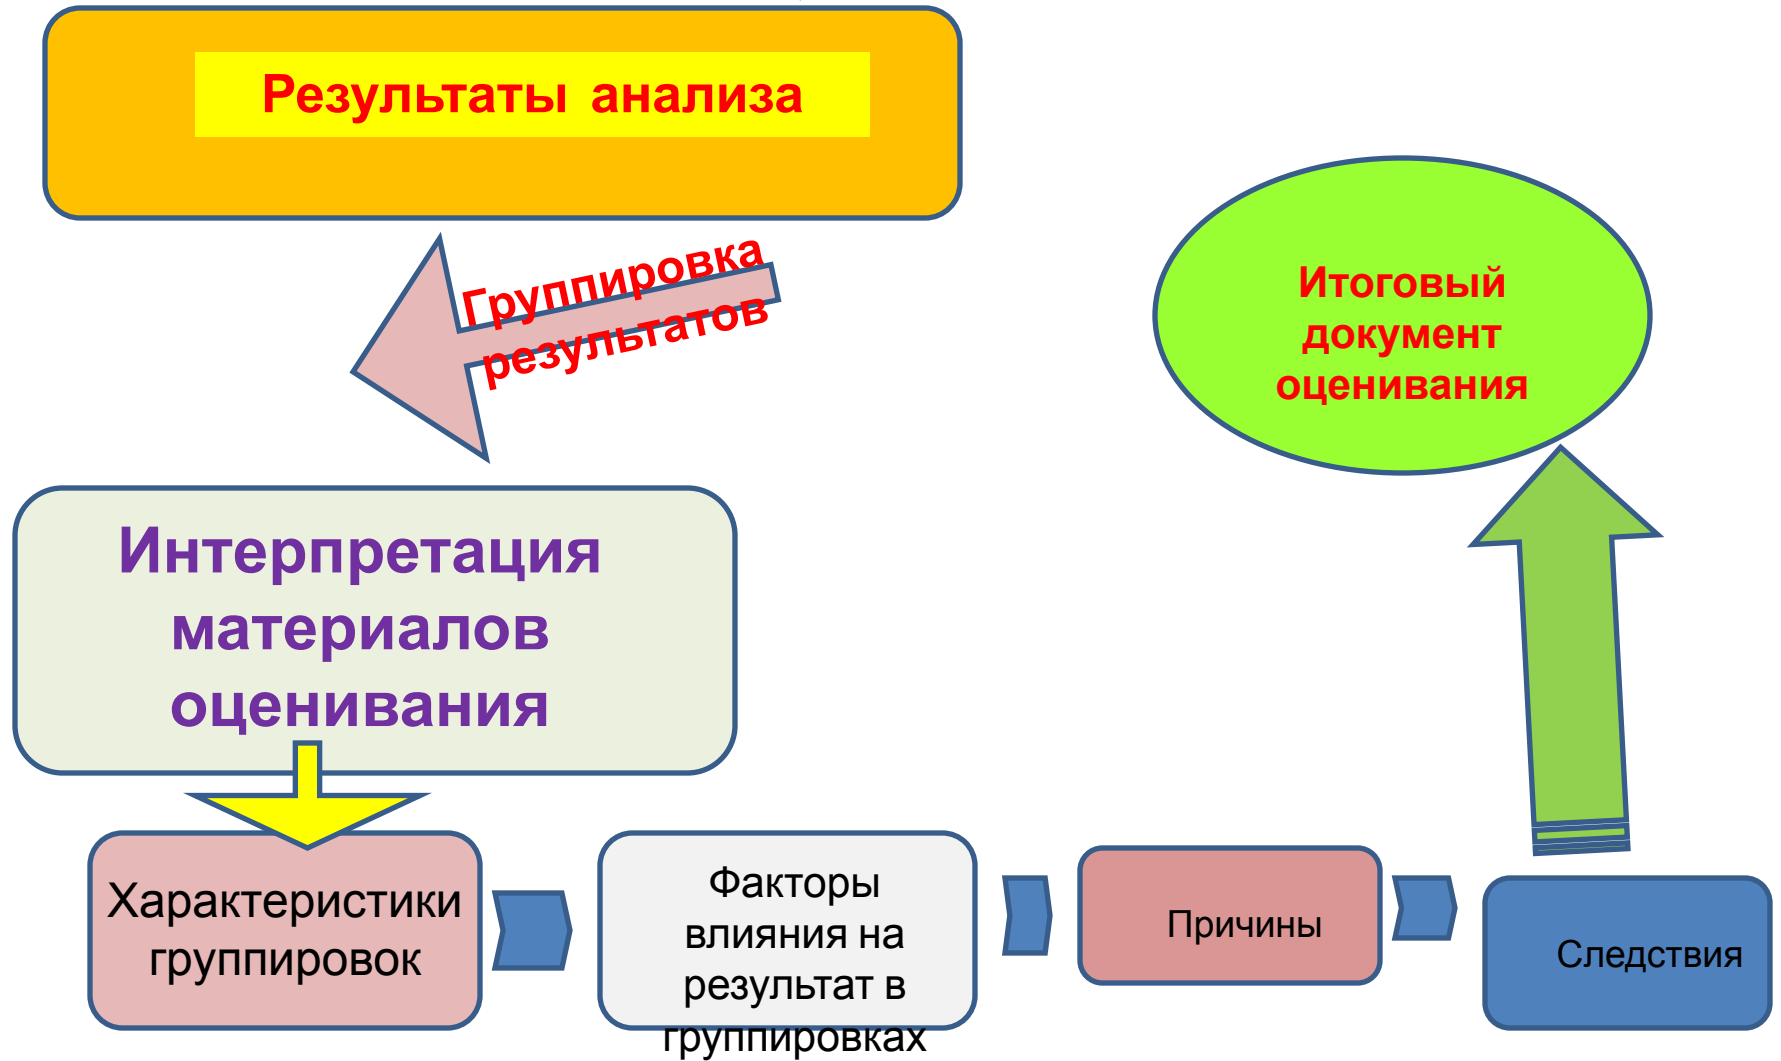 Результаты анализа
Группировка
результатов
Итоговый
документ
оценивания
Интерпретация
материалов
оценивания
Характеристики
группировок
Факторы
влияния на
результат в
группировках
Причины
Следствия